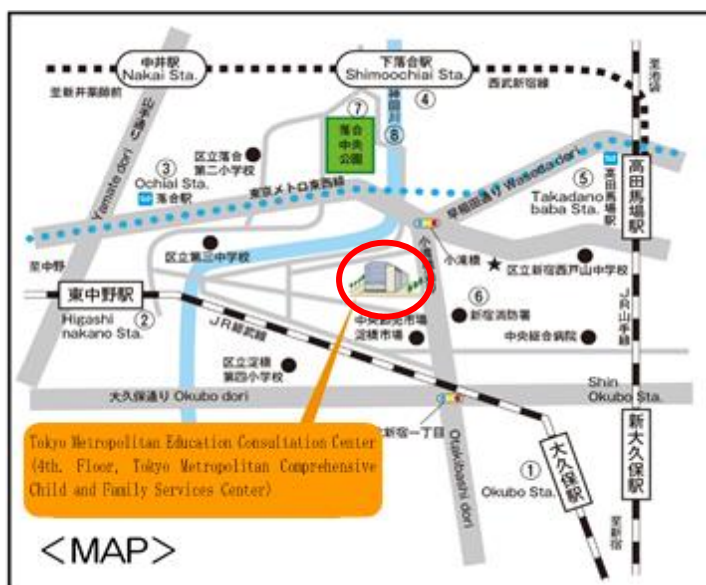 中井駅
Nakai Sta.
下落合駅
Shimoochiai Sta.
至新井薬師前
西武新宿線
至池袋
山手通り
Yamate dori
⑦
④
⑧
落合
中央
公園
区立落合
第二小学校
③
Ochiai Sta.
落合駅
東京メトロ東西線
早稲田通り Waseda dori
⑤
Takadano
baba Sta.
高田馬場駅
高田馬場駅
至中野
区立第三中学校
小滝橋
★
区立新宿西戸山中学校
東中野駅
Higashi
nakano Sta.
②
JR総武線
⑥
新宿消防署
淀橋市場
中央総合病院
JR山手線
区立淀橋
第四小学校
大久保通り Okubo dori
Shin
Okubo Sta.
新大久保駅
新宿一丁目
Otakibashi dori
①
Okubo Sta.
大久保駅
至新宿
Tokyo Metropolitan Education Consultation Center
(4th. Floor, Tokyo Metropolitan Comprehensive
Child and Family Services Center)
<MAP>